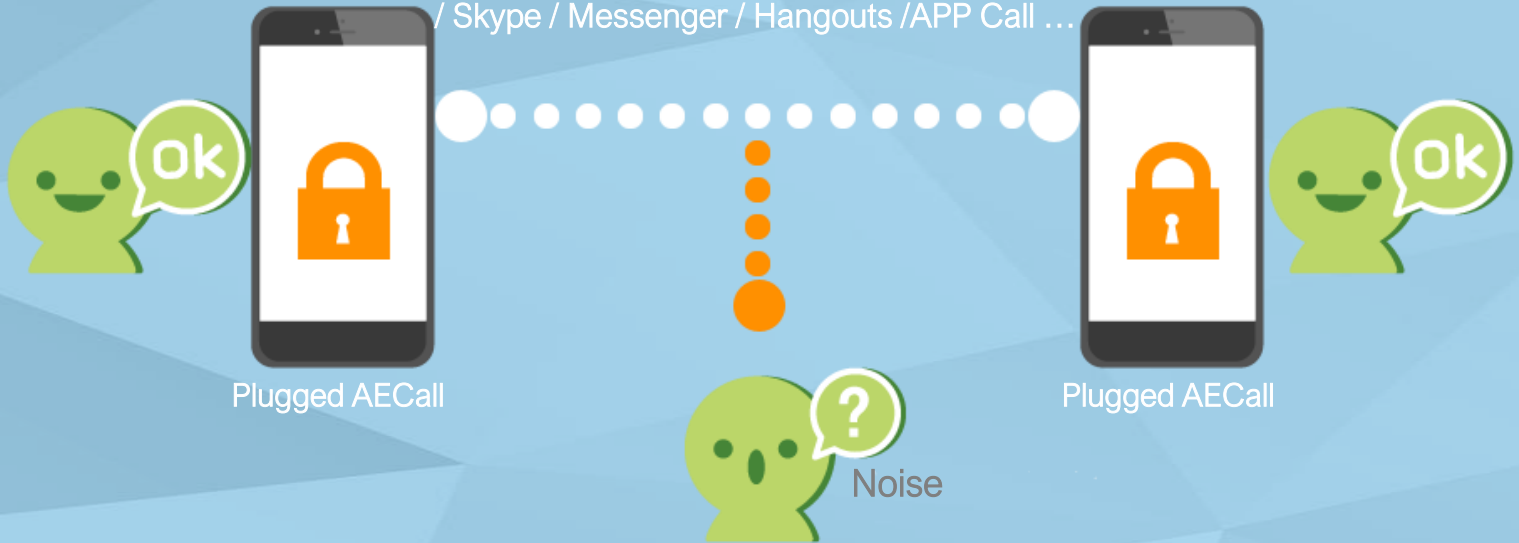 / Skype / Messenger / Hangouts /APP Call ...
ok
ok
Plugged AECall
Plugged AECall
?
Noise